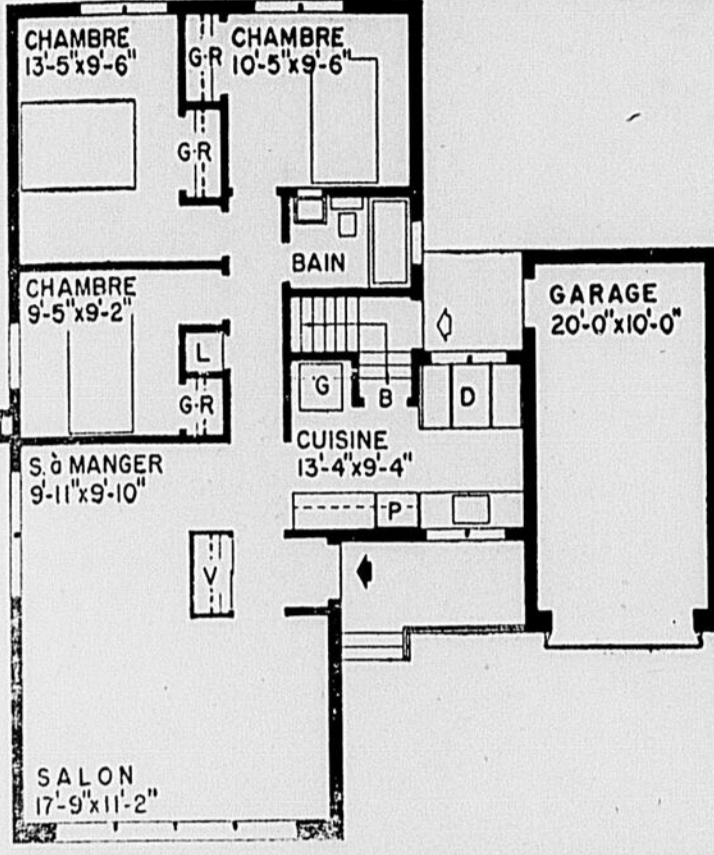 CHAMBRE
13'-5"x9'-6"
G·R
CHAMBRE
10'-5"x9'-6"
G·R
BAIN
CHAMBRE
9'-5"x9'-2"
L
G·R
GARAGE
20'-0"x10'-0"
G
B
D
CUISINE
13'-4"x9'-4"
P
S. à MANGER
9'-11"x9'-10"
V
SALON
17'-9"x11'-2"